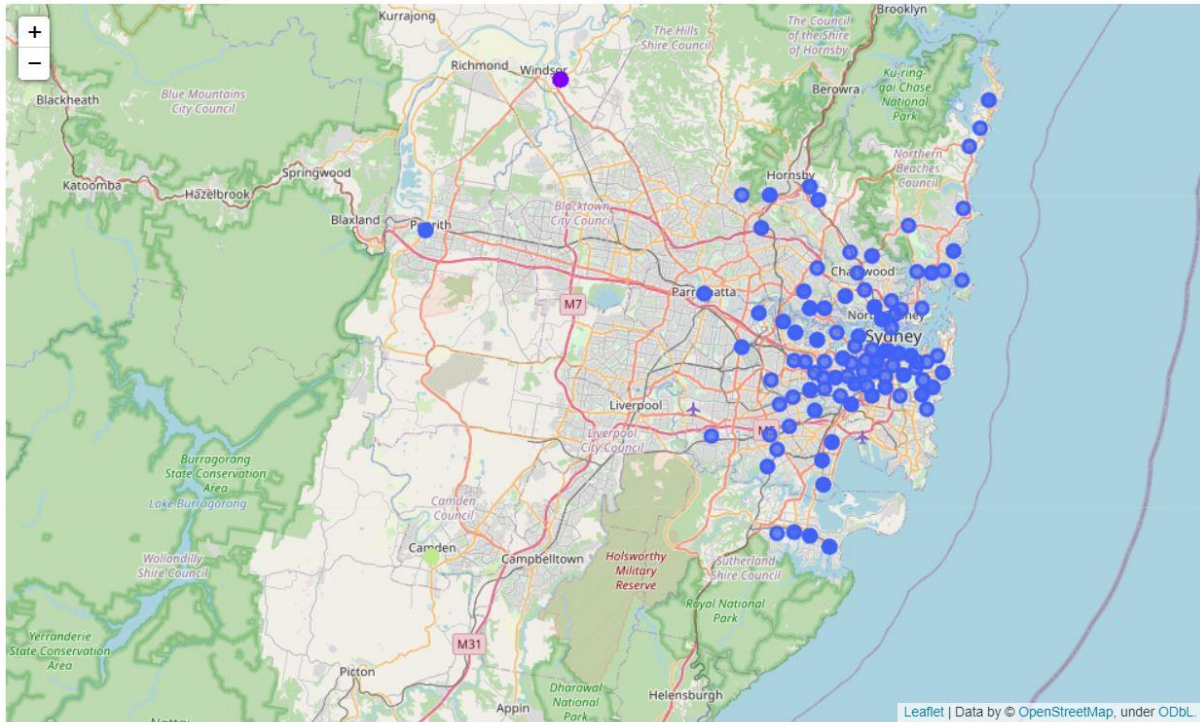 Kurrajong
Brooklyn
+
−
The Hills
Shire Council
The Council
of the Shire
of Hornsby
Richmond
Windsor
Ku-ring-
gai Chase
National
Park
Berowra
Blackheath
Blue Mountains
City Council
Springwood
Katoomba
Hazelbrook
Hornsby
Northern
Beaches
Council
Blaxland
Blacktown
City Council
Parramatta
M7
Sydney
Liverpool
Liverpool
City Council
Burragorang
State Conservation
Area
Lake Burragorang
Camden
Council
Camden
Campbelltown
Wollondilly
Shire Council
Holsworthy
Military
Reserve
Sutherland
Shire Council
Royal National
Park
Yerranderie
State Conservation
Area
M31
Picton
Dharawal
National
Park
Helensburgh
Appin
Leaflet | Data by © OpenStreetMap, under ODbL